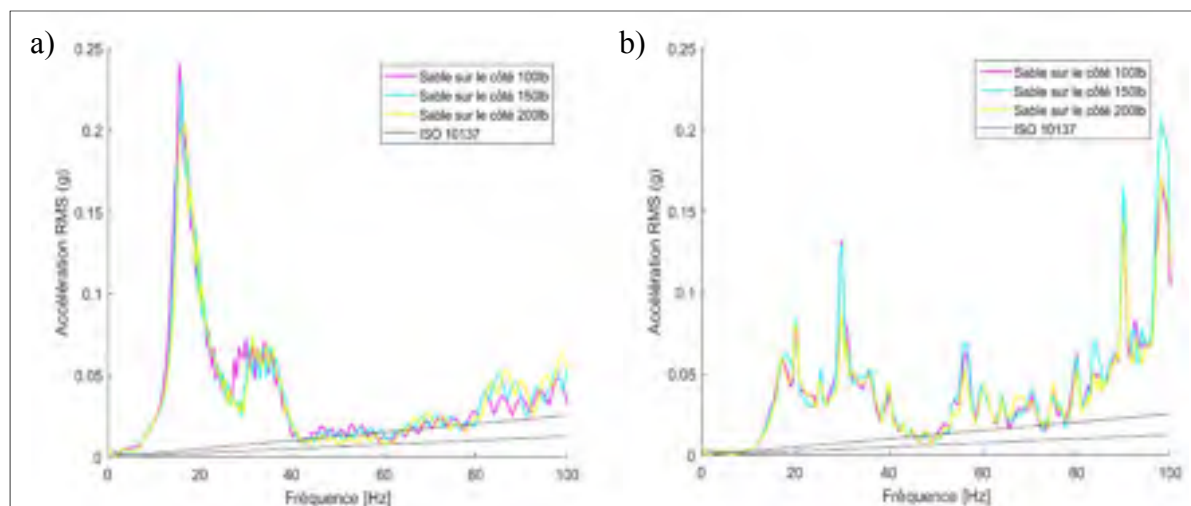 a)
0.25
0.2
0.15
0.1
0.05
0
0
20
40
60
80
100
Accélération RMS (g)
Fréquence [Hz]
Sable sur le côté 100lb
Sable sur le côté 150lb
Sable sur le côté 200lb
ISO 10137
b)
0.25
0.2
0.15
0.1
0.05
0
0
20
40
60
80
100
Accélération RMS (g)
Fréquence [Hz]
Sable sur le côté 100lb
Sable sur le côté 150lb
Sable sur le côté 200lb
ISO 10137